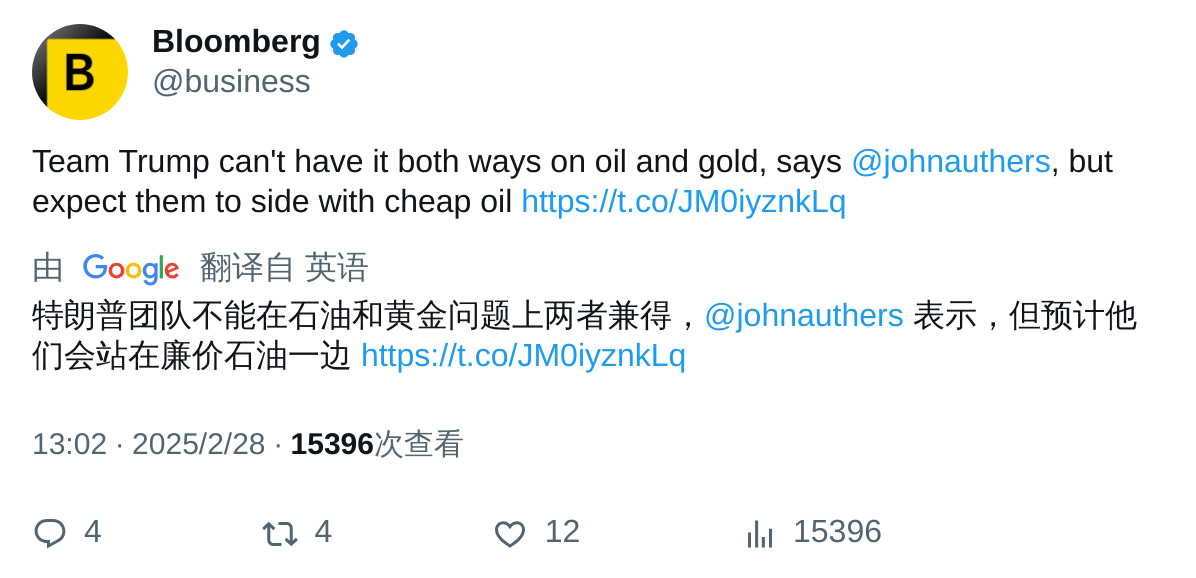 B
Bloomberg
@business
Team Trump can't have it both ways on oil and gold, says @johnauthers, but
expect them to side with cheap oil https://t.co/JM0iyznkLq
由 Google 翻译自 英语
特朗普团队不能在石油和黄金问题上两者兼得，@johnauthers 表示，但预计他
们会站在廉价石油一边 https://t.co/JM0iyznkLq
13:02 · 2025/2/28 · 15396次查看
4 4 12 15396